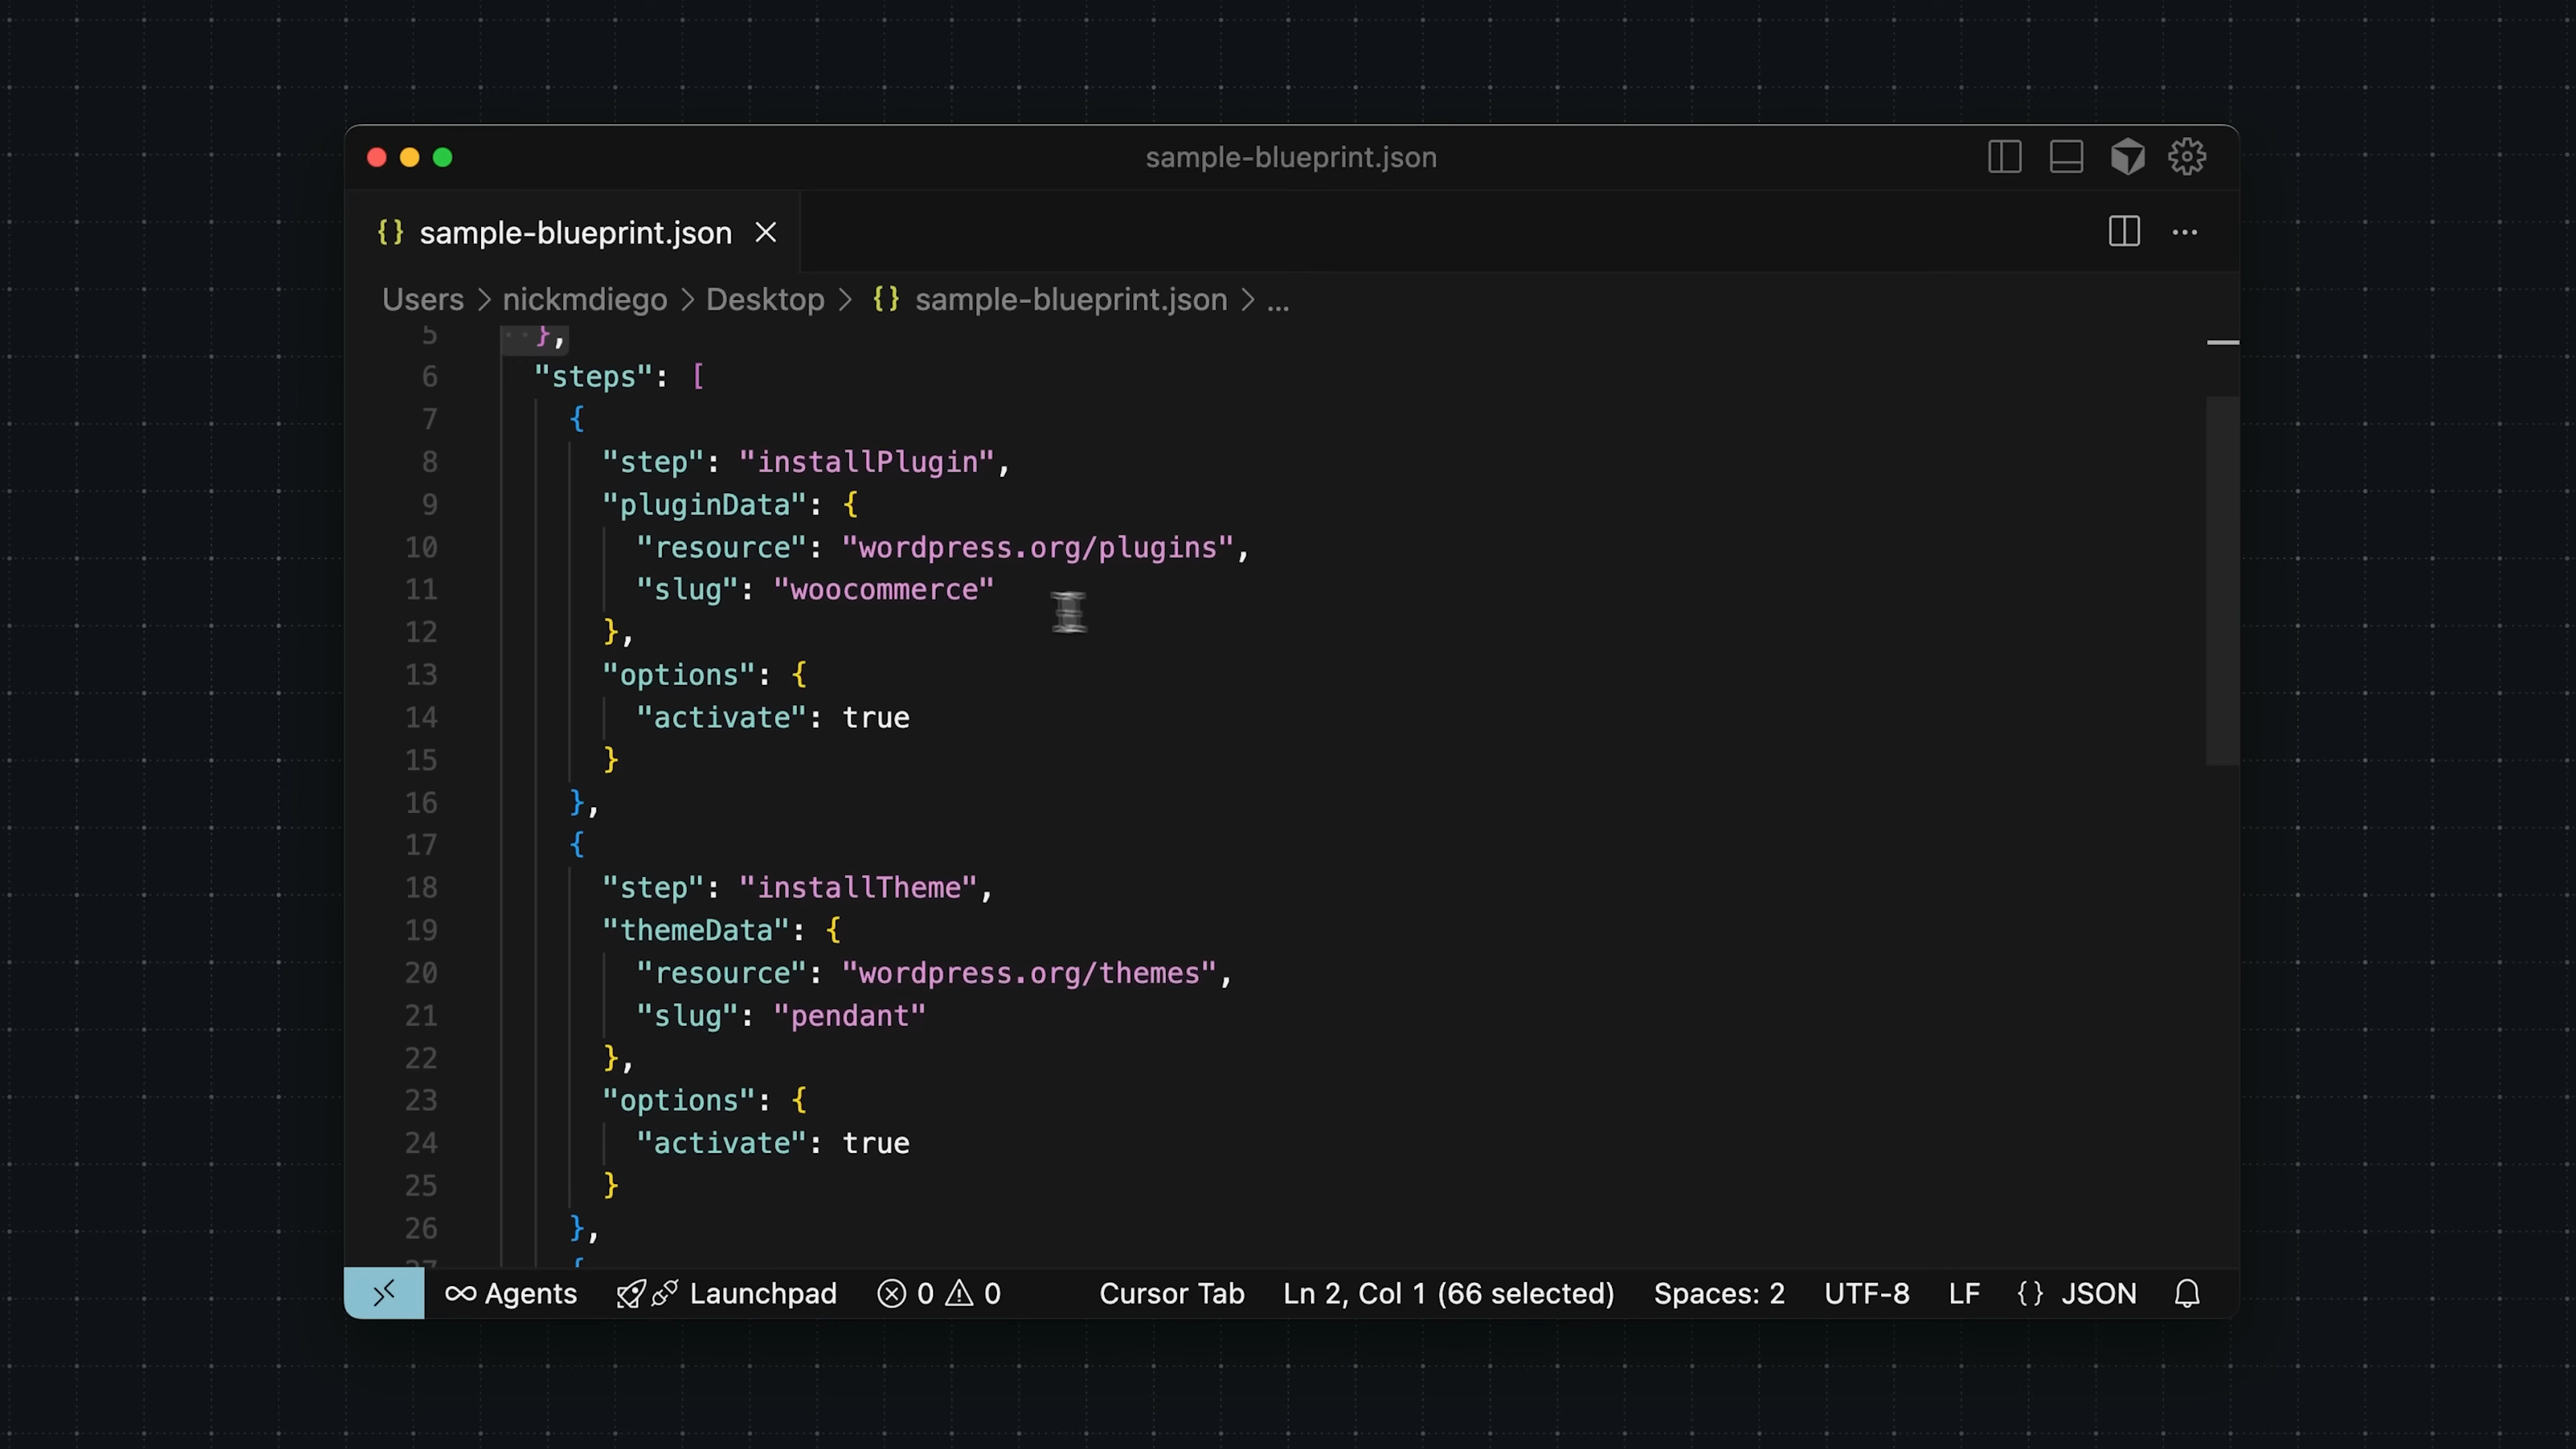 sample-blueprint.json
{} sample-blueprint.json
Users > nickmdiego > Desktop > {} sample-blueprint.json > ...
5 },
6 "steps": [
7 {
8 "step": "installPlugin",
9 "pluginData": {
10 "resource": "wordpress.org/plugins",
11 "slug": "woocommerce"
12 },
13 "options": {
14 "activate": true
15 }
16 },
17 {
18 "step": "installTheme",
19 "themeData": {
20 "resource": "wordpress.org/themes",
21 "slug": "pendant"
22 },
23 "options": {
24 "activate": true
25 }
26 },
27 {
Agents Launchpad 0 0 Cursor Tab Ln 2, Col 1 (66 selected) Spaces: 2 UTF-8 LF {} JSON